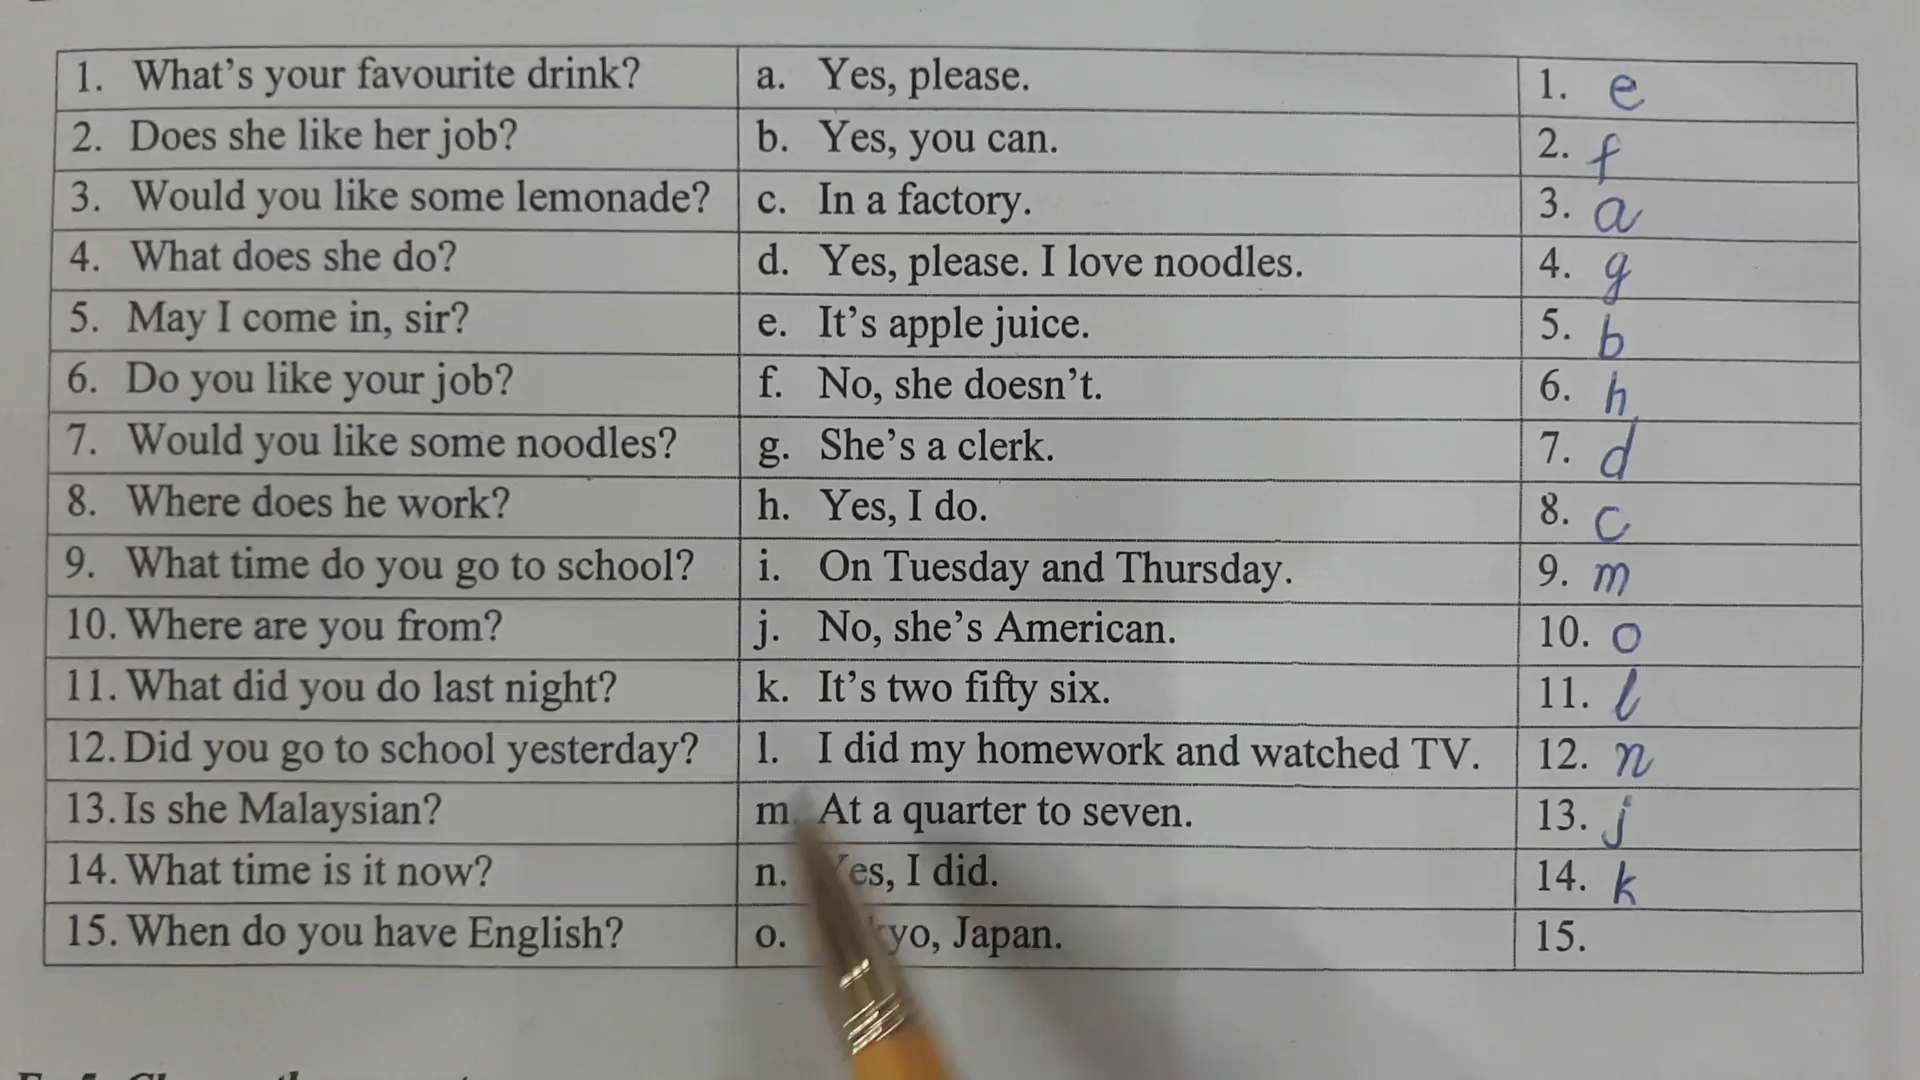 1. What's your favourite drink? a. Yes, please. 1. e
2. Does she like her job? b. Yes, you can. 2. f
3. Would you like some lemonade? c. In a factory. 3. a
4. What does she do? d. Yes, please. I love noodles. 4. g
5. May I come in, sir? e. It's apple juice. 5. b
6. Do you like your job? f. No, she doesn't. 6. h
7. Would you like some noodles? g. She's a clerk. 7. d
8. Where does he work? h. Yes, I do. 8. c
9. What time do you go to school? i. On Tuesday and Thursday. 9. m
10. Where are you from? j. No, she's American. 10. o
11. What did you do last night? k. It's two fifty six. 11. l
12. Did you go to school yesterday? l. I did my homework and watched TV. 12. n
13. Is she Malaysian? m. At a quarter to seven. 13. j
14. What time is it now? n. Yes, I did. 14. k
15. When do you have English? o. Japan. 15.